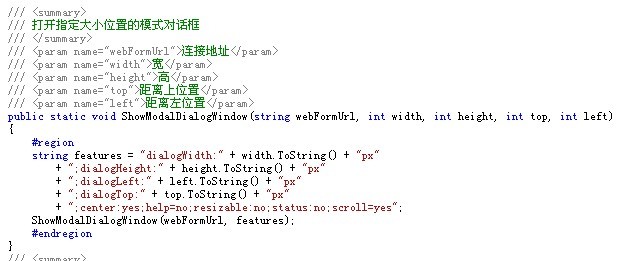 /// <summary>
/// 打开指定大小位置的模式对话框
/// </summary>
/// <param name="webFormUrl">连接地址</param>
/// <param name="width">宽</param>
/// <param name="height">高</param>
/// <param name="top">距离上位置</param>
/// <param name="left">距离左位置</param>
public static void ShowModalDialogWindow(string webFormUrl, int width, int height, int top, int left)
{
    #region
    string features = "dialogWidth:" + width.ToString() + "px"
        + ";dialogHeight:" + height.ToString() + "px"
        + ";dialogLeft:" + left.ToString() + "px"
        + ";dialogTop:" + top.ToString() + "px"
        + ";center:yes;help=no;resizable:no;status:no;scroll=yes";
    ShowModalDialogWindow(webFormUrl, features);
    #endregion
}
/// <summary>